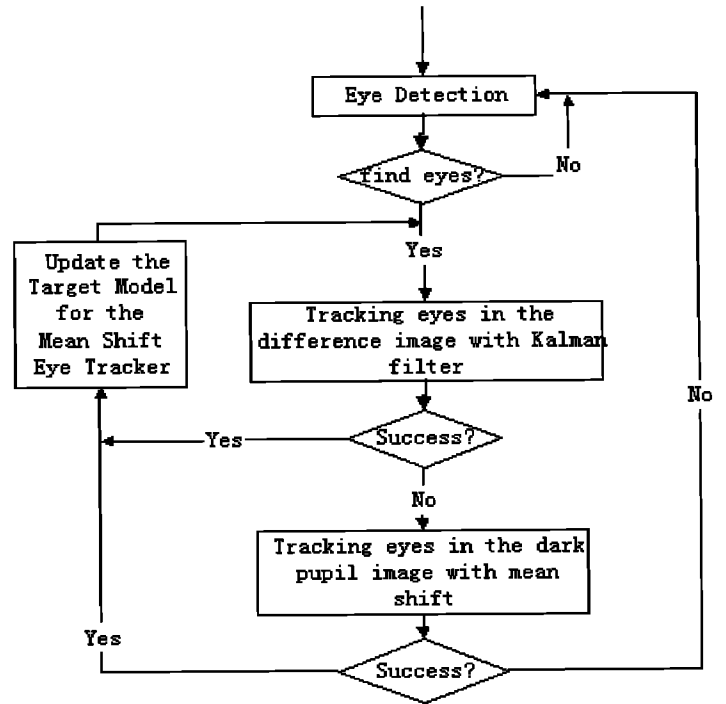 Eye Detection
find eyes?
No
Yes
Update the
Target Model
for the
Mean Shift
Eye Tracker
Tracking eyes in the
difference image with Kalman
filter
No
Success?
Yes
No
Tracking eyes in the dark
pupil image with mean
shift
Yes
Success?